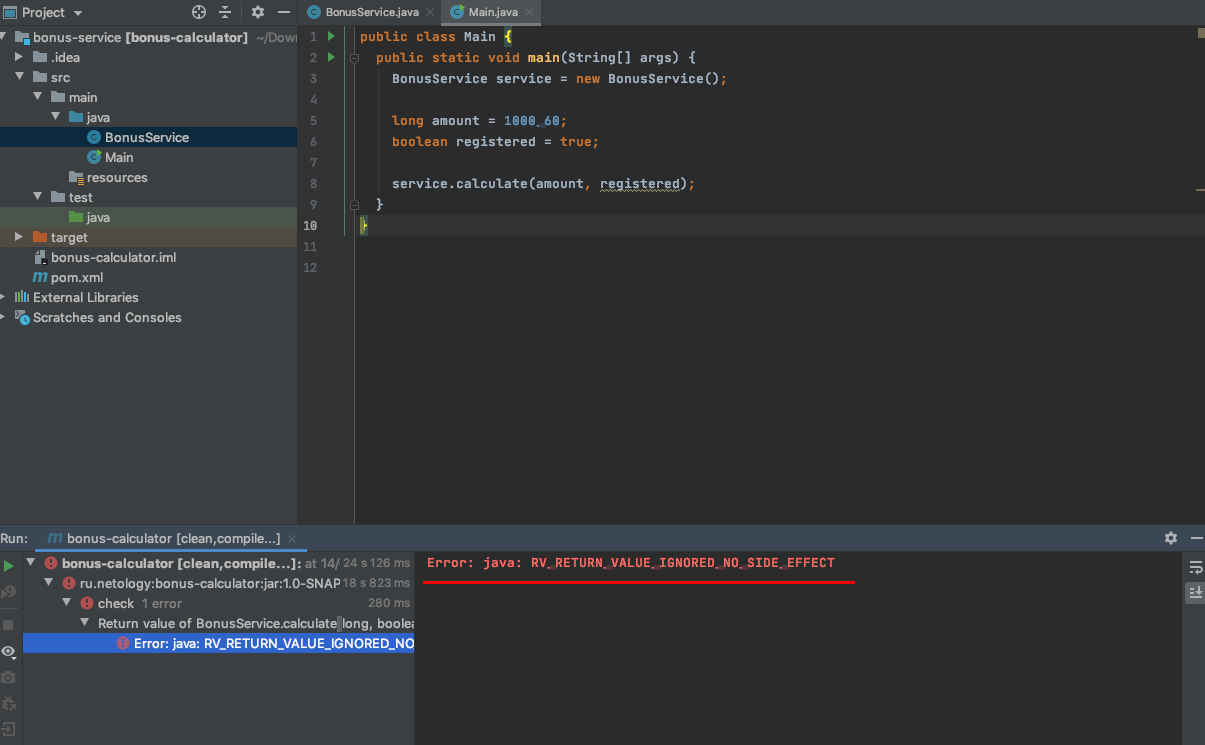 Project
BonusService.java
Main.java
bonus-service [bonus-calculator] ~/Dow
.idea
src
main
java
BonusService
Main
resources
test
java
target
bonus-calculator.iml
pom.xml
External Libraries
Scratches and Consoles
1 public class Main {
2 public static void main(String[] args) {
3 BonusService service = new BonusService();
4
5 long amount = 1000_60;
6 boolean registered = true;
7
8 service.calculate(amount, registered);
9 }
10 }
11
12
Run: bonus-calculator [clean,compile...]
bonus-calculator [clean,compile...]: at 14/ 24 s 126 ms
ru.netology:bonus-calculator:jar:1.0-SNAP 18 s 823 ms
check 1 error 280 ms
Return value of BonusService.calculate(long, boolea
Error: java: RV_RETURN_VALUE_IGNORED_NO
Error: java: RV_RETURN_VALUE_IGNORED_NO_SIDE_EFFECT